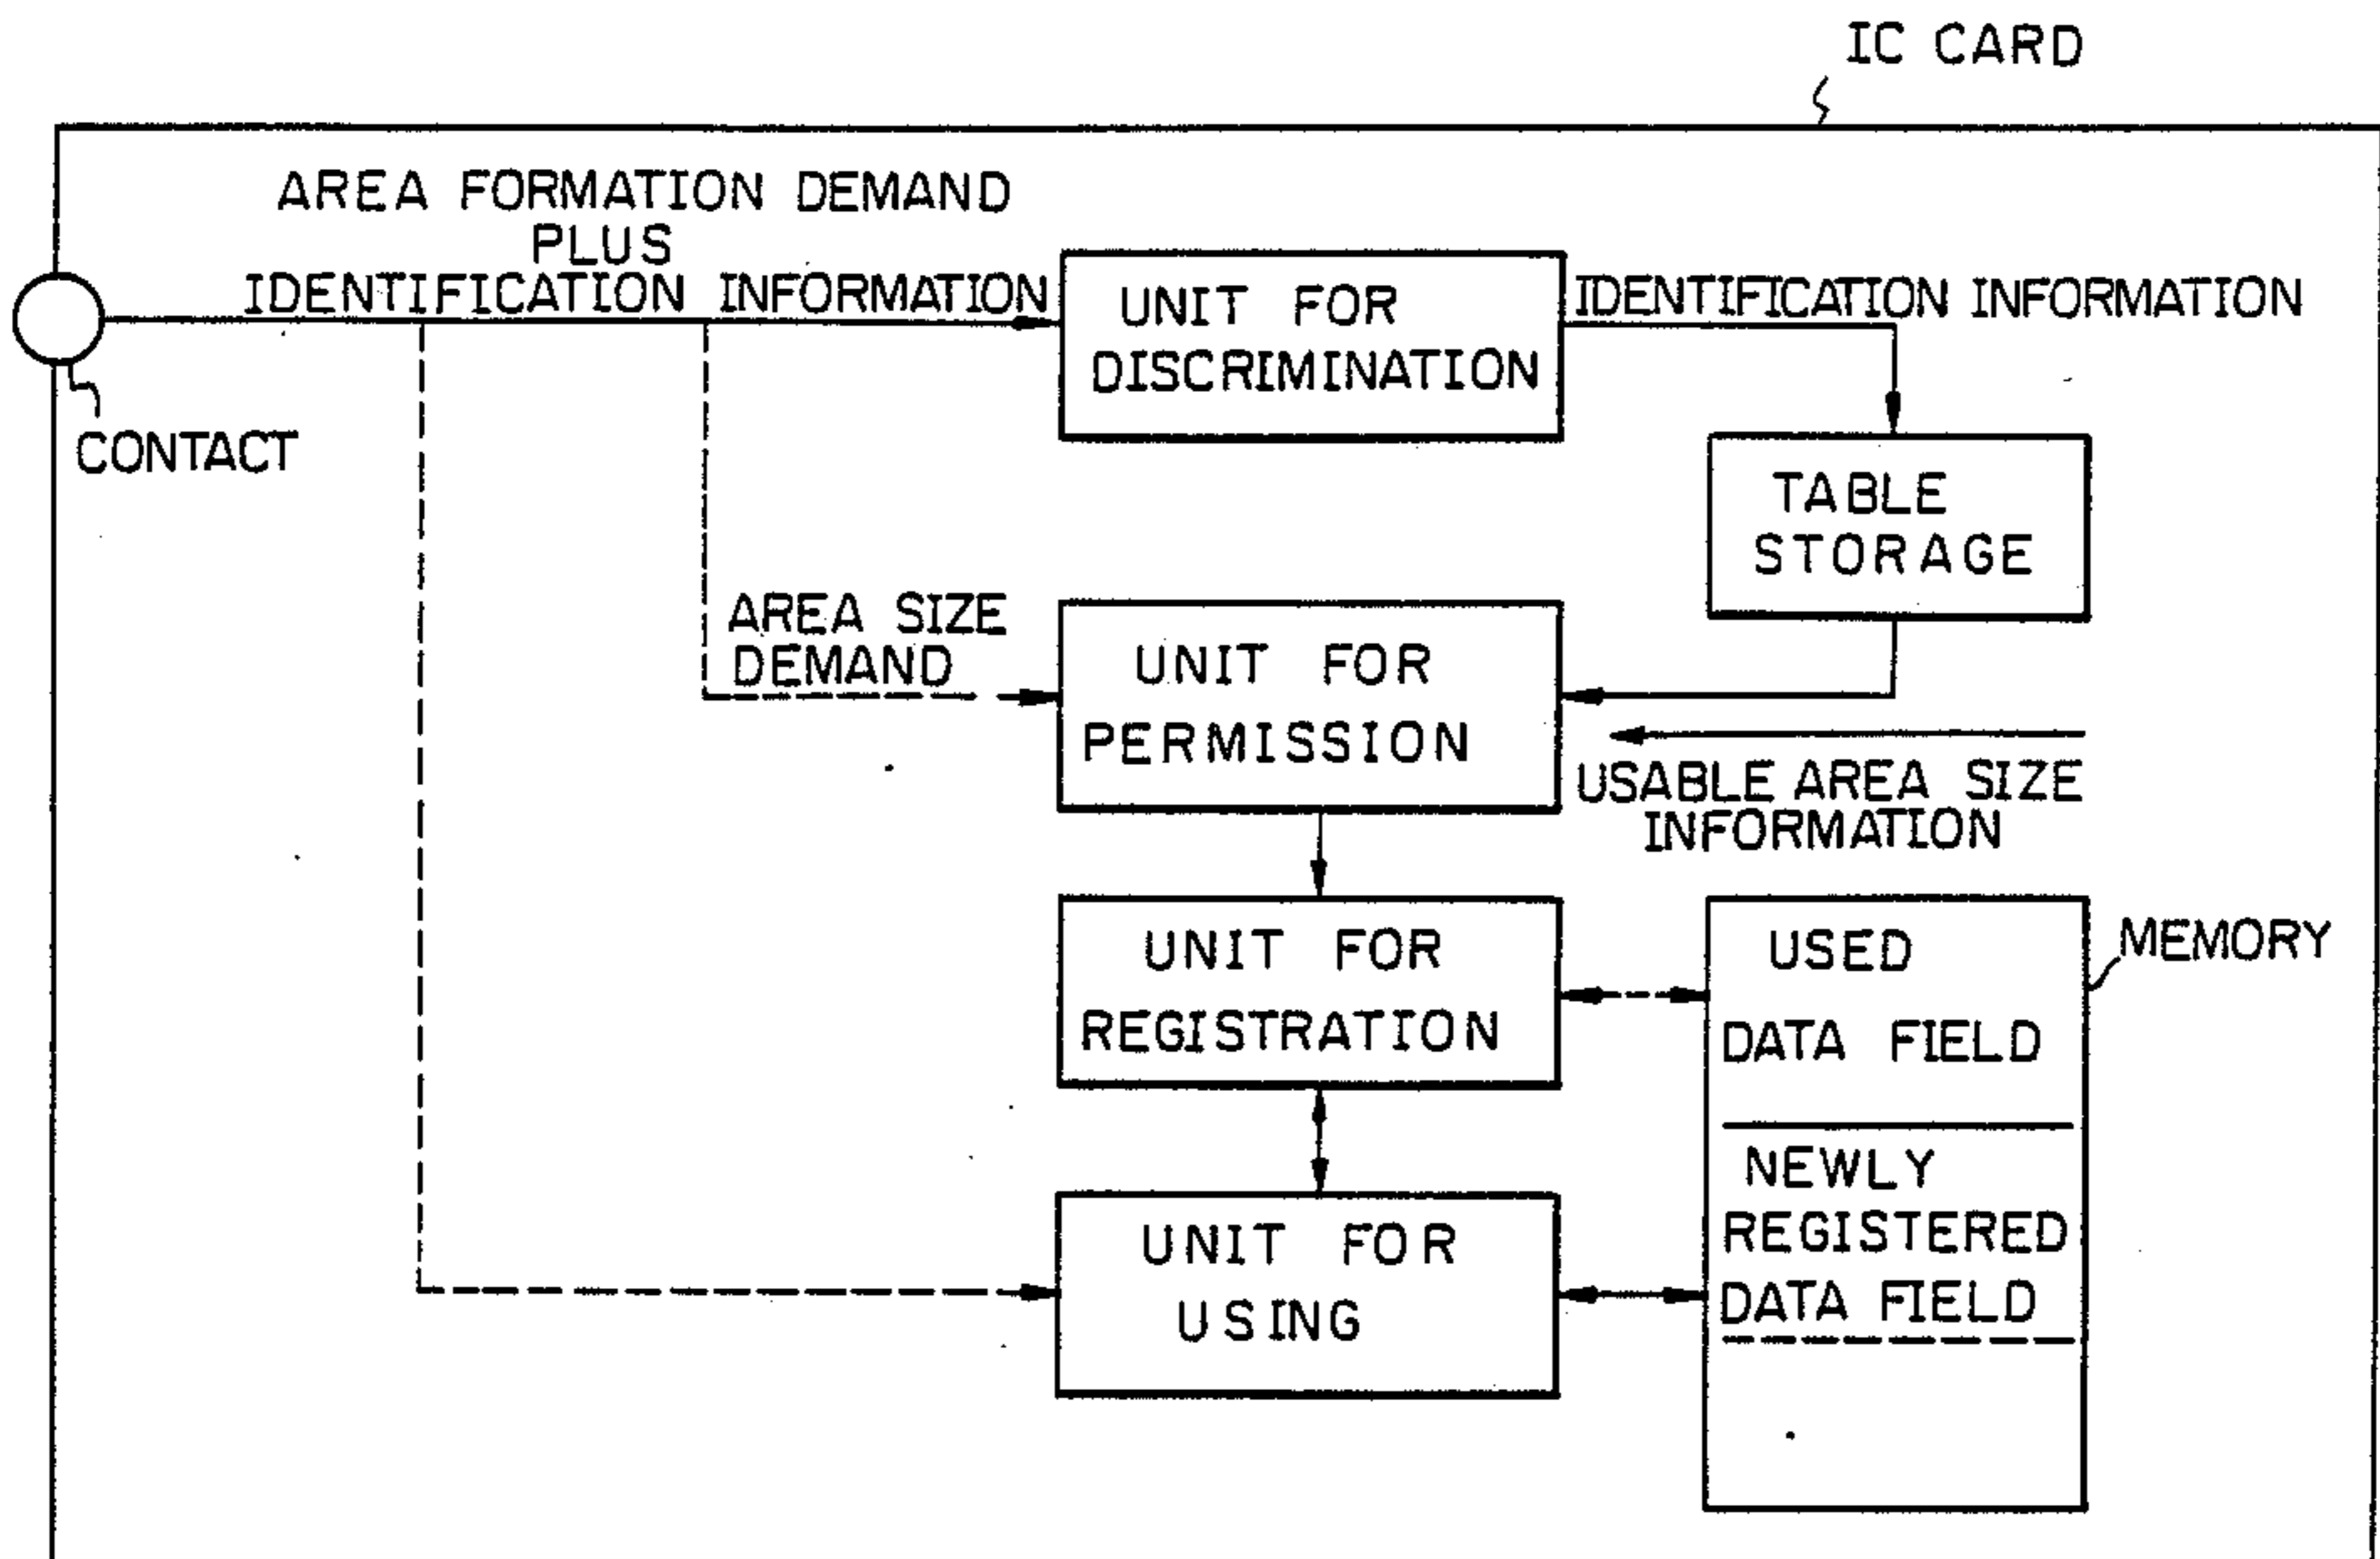 IC CARD
AREA FORMATION DEMAND
PLUS
IDENTIFICATION INFORMATION
UNIT FOR
DISCRIMINATION
IDENTIFICATION INFORMATION
CONTACT
TABLE
STORAGE
AREA SIZE
DEMAND
UNIT FOR
PERMISSION
USABLE AREA SIZE
INFORMATION
UNIT FOR
REGISTRATION
USED
DATA FIELD
MEMORY
NEWLY
REGISTERED
DATA FIELD
UNIT FOR
USING